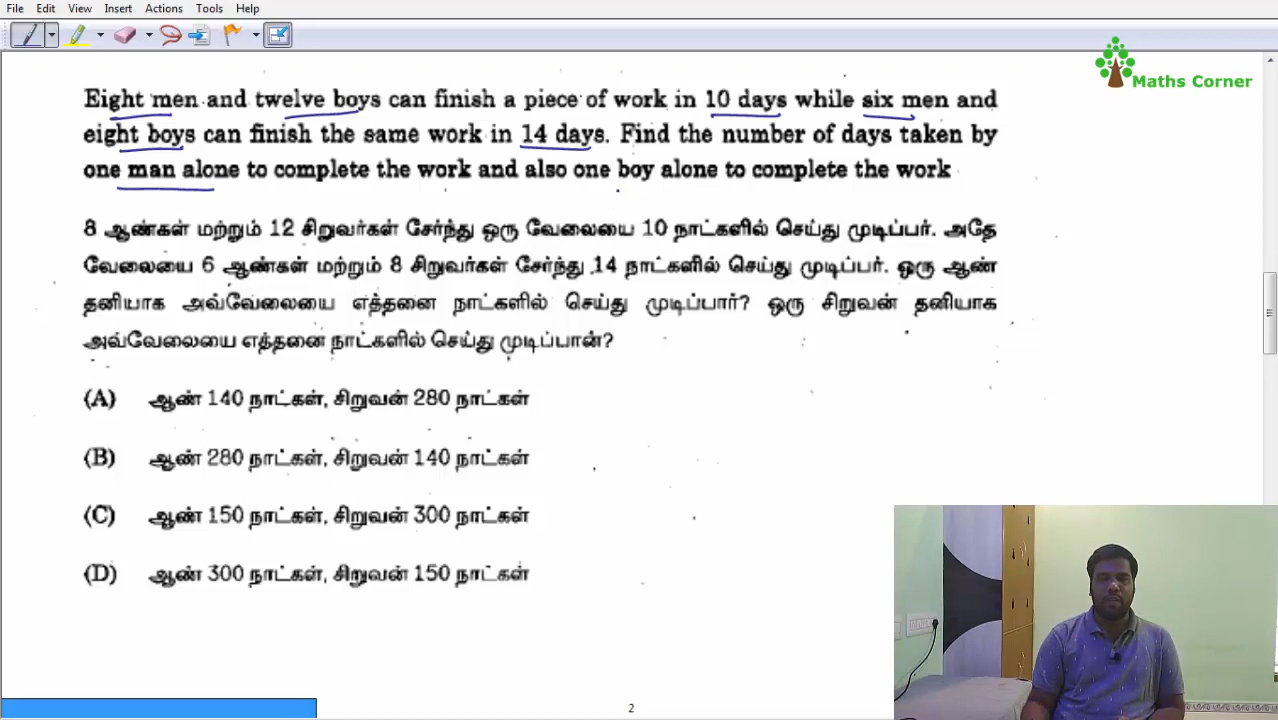 File Edit View Insert Actions Tools Help
Maths Corner
Eight men and twelve boys can finish a piece of work in 10 days while six men and
eight boys can finish the same work in 14 days. Find the number of days taken by
one man alone to complete the work and also one boy alone to complete the work
8 ஆண்கள் மற்றும் 12 சிறுவர்கள் சேர்ந்து ஒரு வேலையை 10 நாட்களில் செய்து முடிப்பர். அதே
வேலையை 6 ஆண்கள் மற்றும் 8 சிறுவர்கள் சேர்ந்து 14 நாட்களில் செய்து முடிப்பர். ஒரு ஆண்
தனியாக அவ்வேலையை எத்தனை நாட்களில் செய்து முடிப்பார்? ஒரு சிறுவன் தனியாக
அவ்வேலையை எத்தனை நாட்களில் செய்து முடிப்பான்?
(A) ஆண் 140 நாட்கள், சிறுவன் 280 நாட்கள்
(B) ஆண் 280 நாட்கள், சிறுவன் 140 நாட்கள்
(C) ஆண் 150 நாட்கள், சிறுவன் 300 நாட்கள்
(D) ஆண் 300 நாட்கள், சிறுவன் 150 நாட்கள்
2